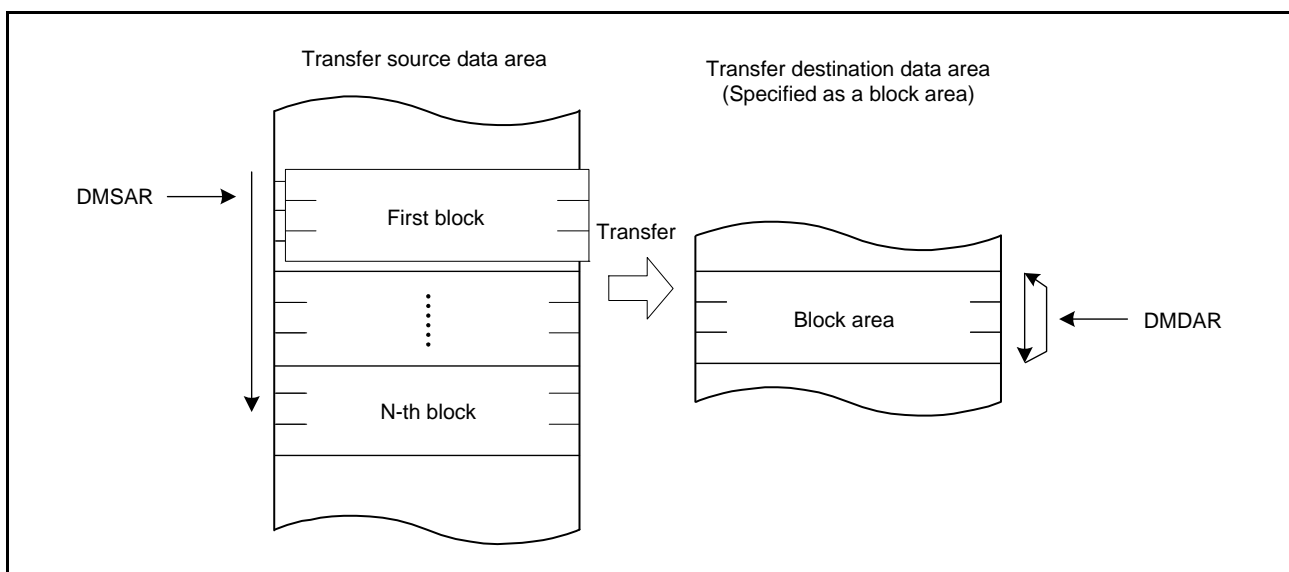 Transfer source data area
Transfer destination data area
(Specified as a block area)
DMSAR
First block
Transfer
Block area
DMDAR
N-th block